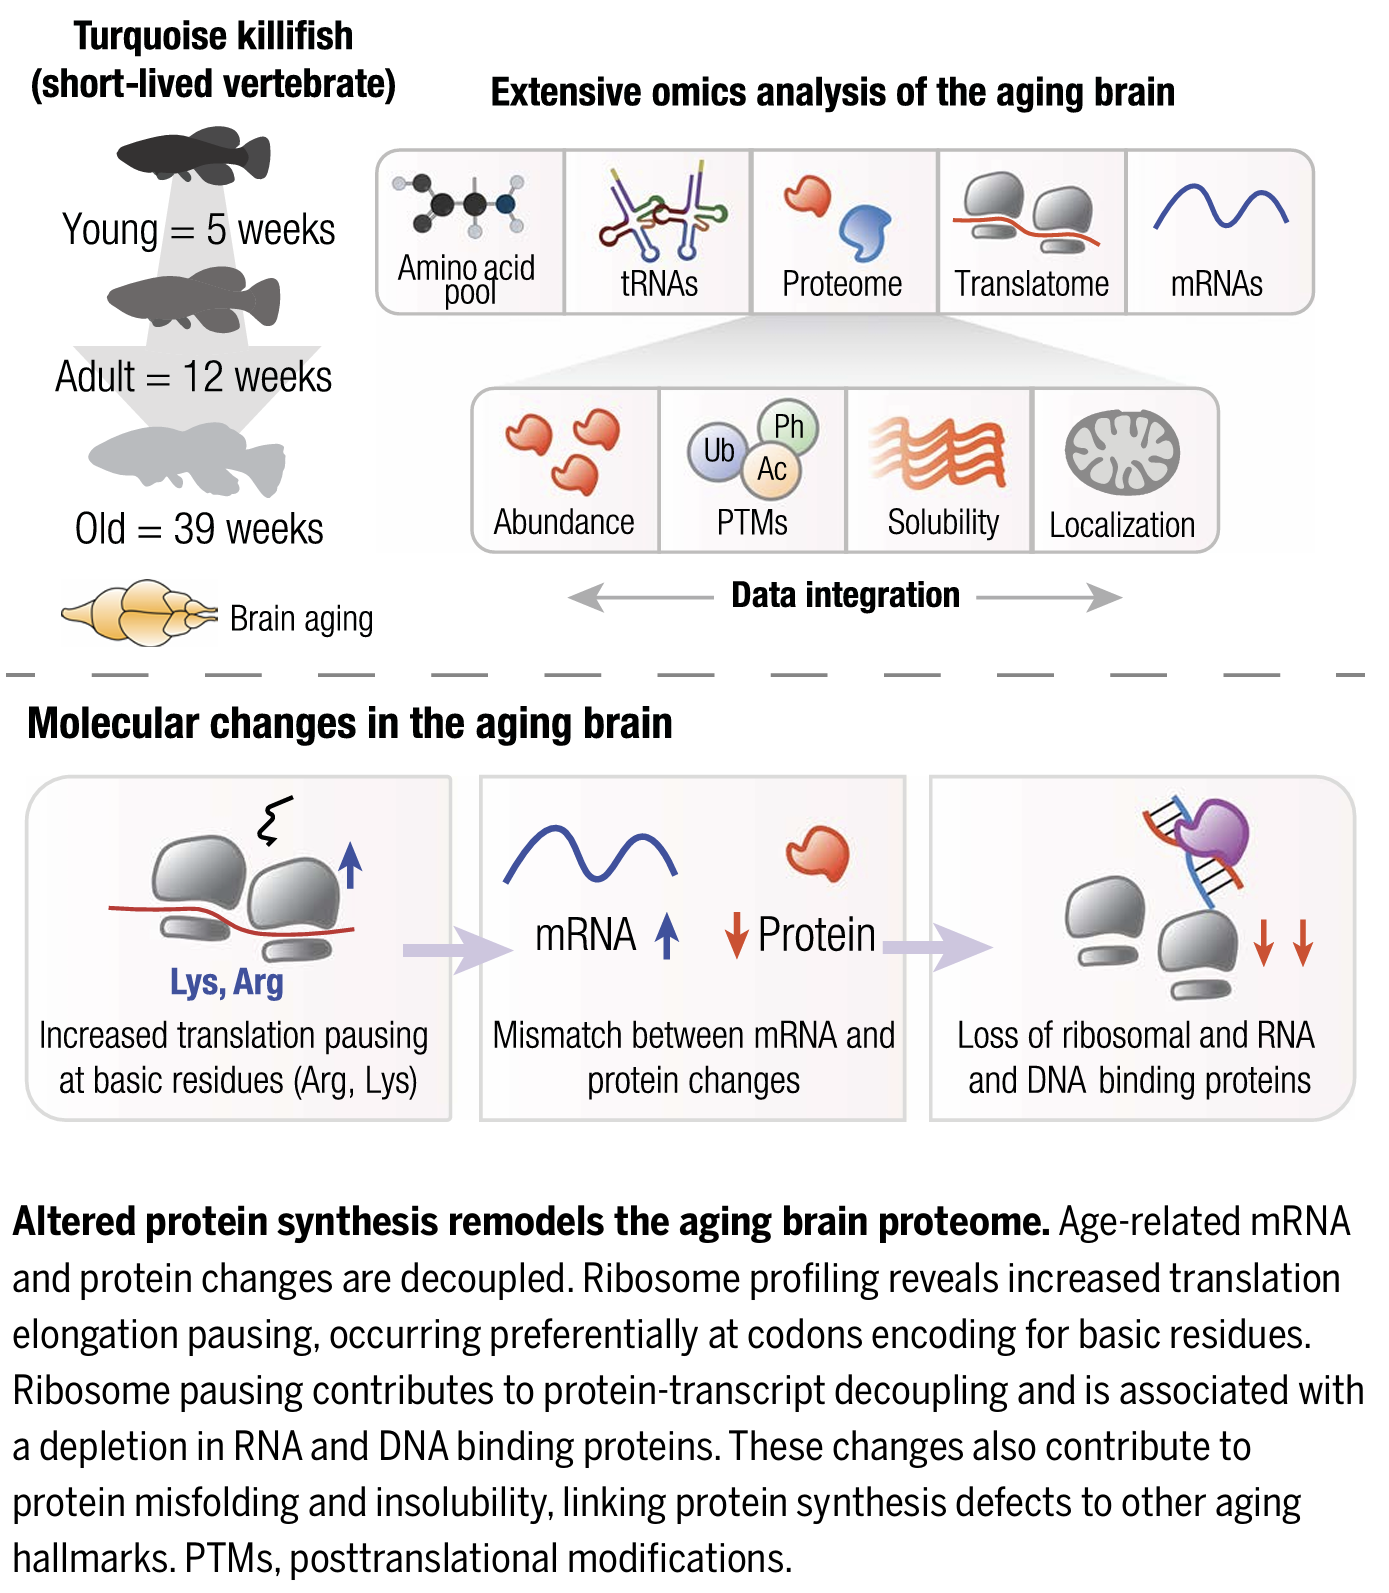 Turquoise killifish
(short-lived vertebrate)
Young = 5 weeks
Adult = 12 weeks
Old = 39 weeks
Brain aging
Extensive omics analysis of the aging brain
Amino acid
pool
tRNAs
Proteome
Translatome
mRNAs
Abundance
Ub
Ph
Ac
PTMs
Solubility
Localization
Data integration
Molecular changes in the aging brain
Lys, Arg
Increased translation pausing
at basic residues (Arg, Lys)
mRNA
Protein
Mismatch between mRNA and
protein changes
Loss of ribosomal and RNA
and DNA binding proteins
Altered protein synthesis remodels the aging brain proteome. Age-related mRNA
and protein changes are decoupled. Ribosome profiling reveals increased translation
elongation pausing, occurring preferentially at codons encoding for basic residues.
Ribosome pausing contributes to protein-transcript decoupling and is associated with
a depletion in RNA and DNA binding proteins. These changes also contribute to
protein misfolding and insolubility, linking protein synthesis defects to other aging
hallmarks. PTMs, posttranslational modifications.